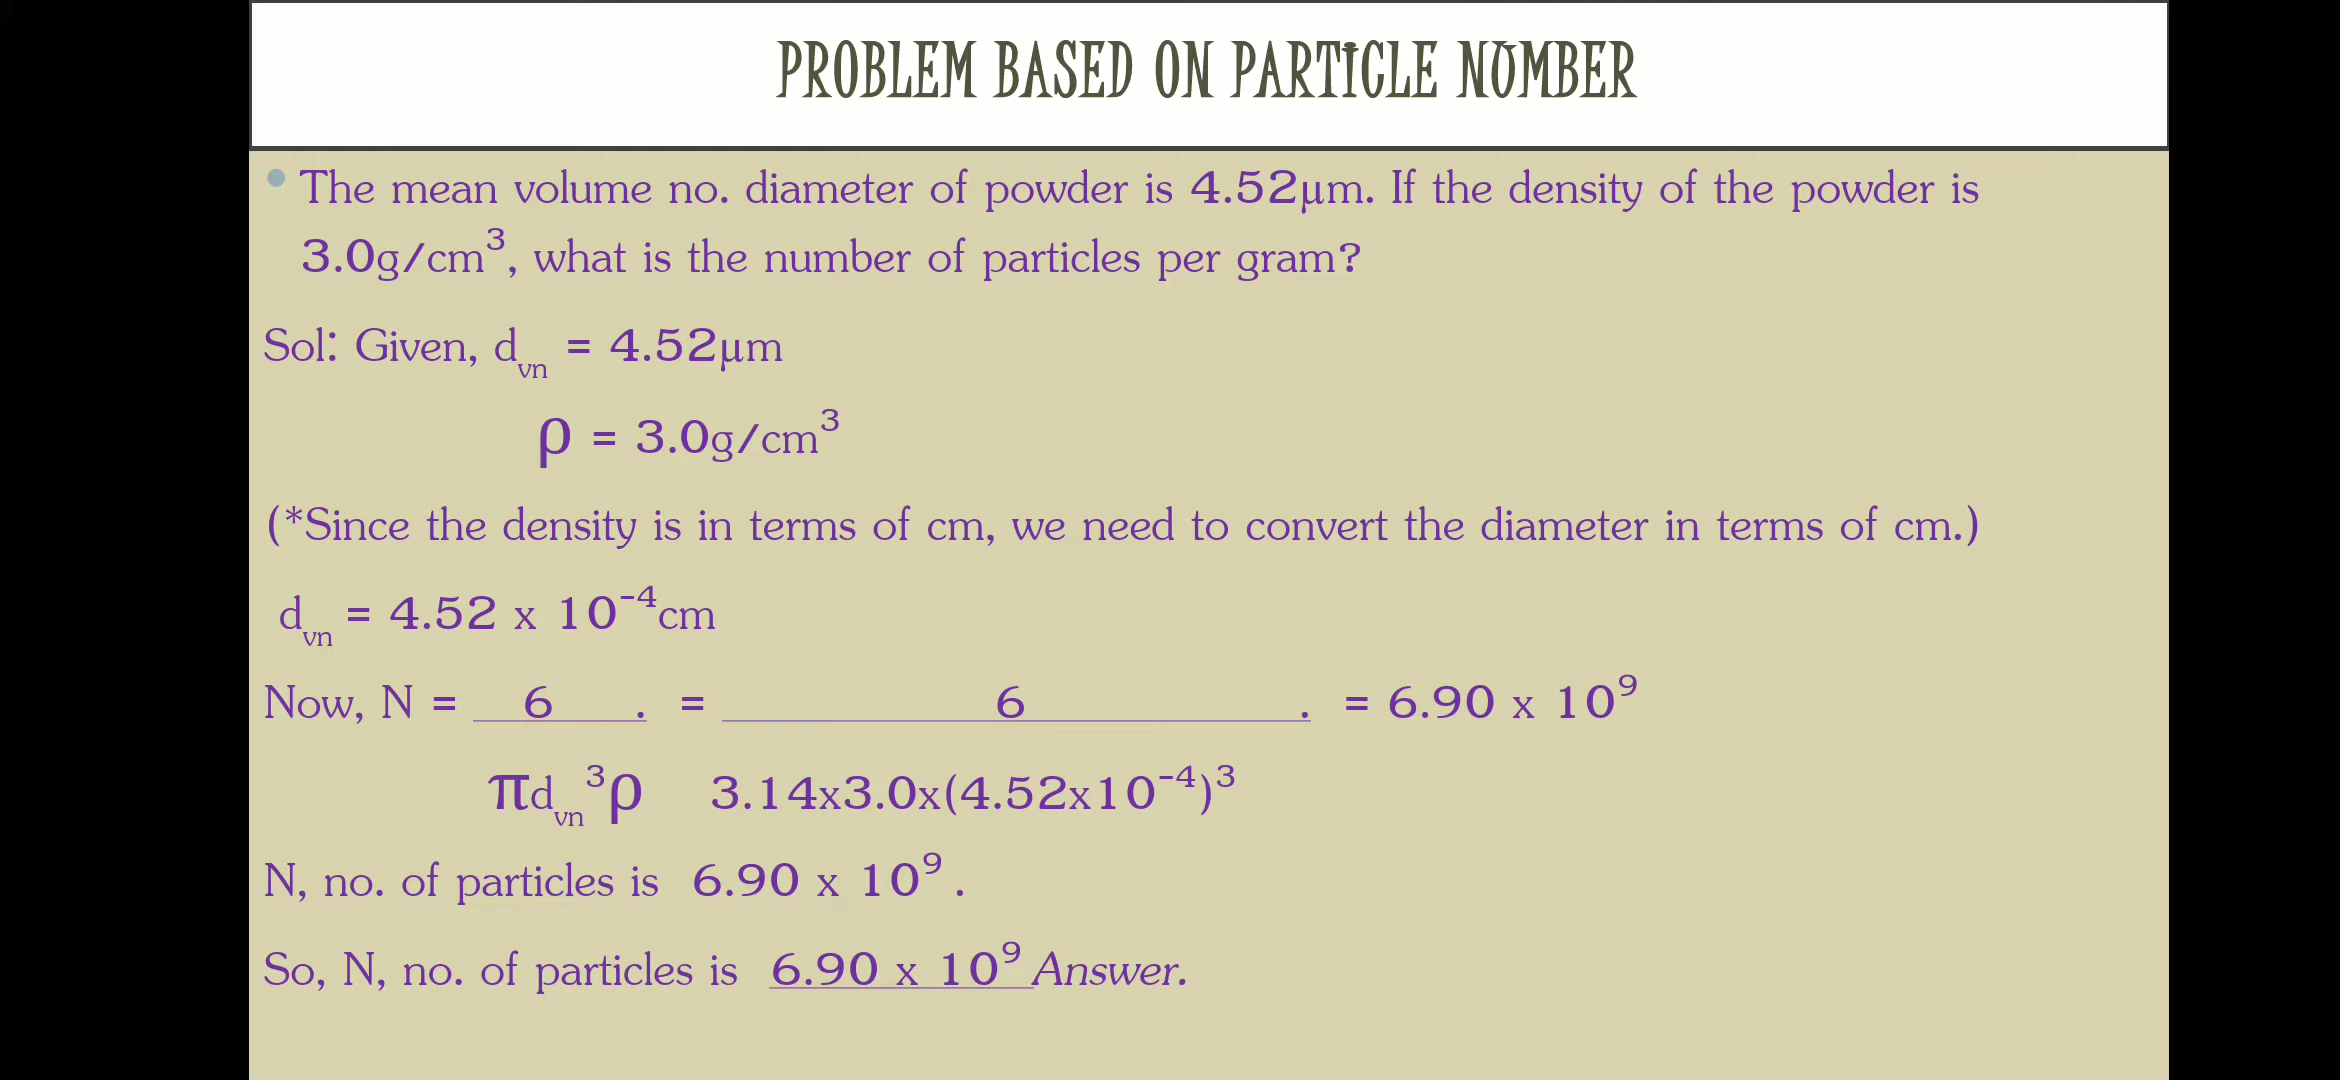 PROBLEM BASED ON PARTICLE NUMBER
• The mean volume no. diameter of powder is 4.52μm. If the density of the powder is
3.0g/cm³, what is the number of particles per gram?
Sol: Given, dvn = 4.52μm
ρ = 3.0g/cm³
(*Since the density is in terms of cm, we need to convert the diameter in terms of cm.)
dvn = 4.52 x 10⁻⁴cm
Now, N = 6 . = 6 . = 6.90 x 10⁹
πdvn³ρ 3.14x3.0x(4.52x10⁻⁴)³
N, no. of particles is 6.90 x 10⁹ .
So, N, no. of particles is 6.90 x 10⁹ Answer.